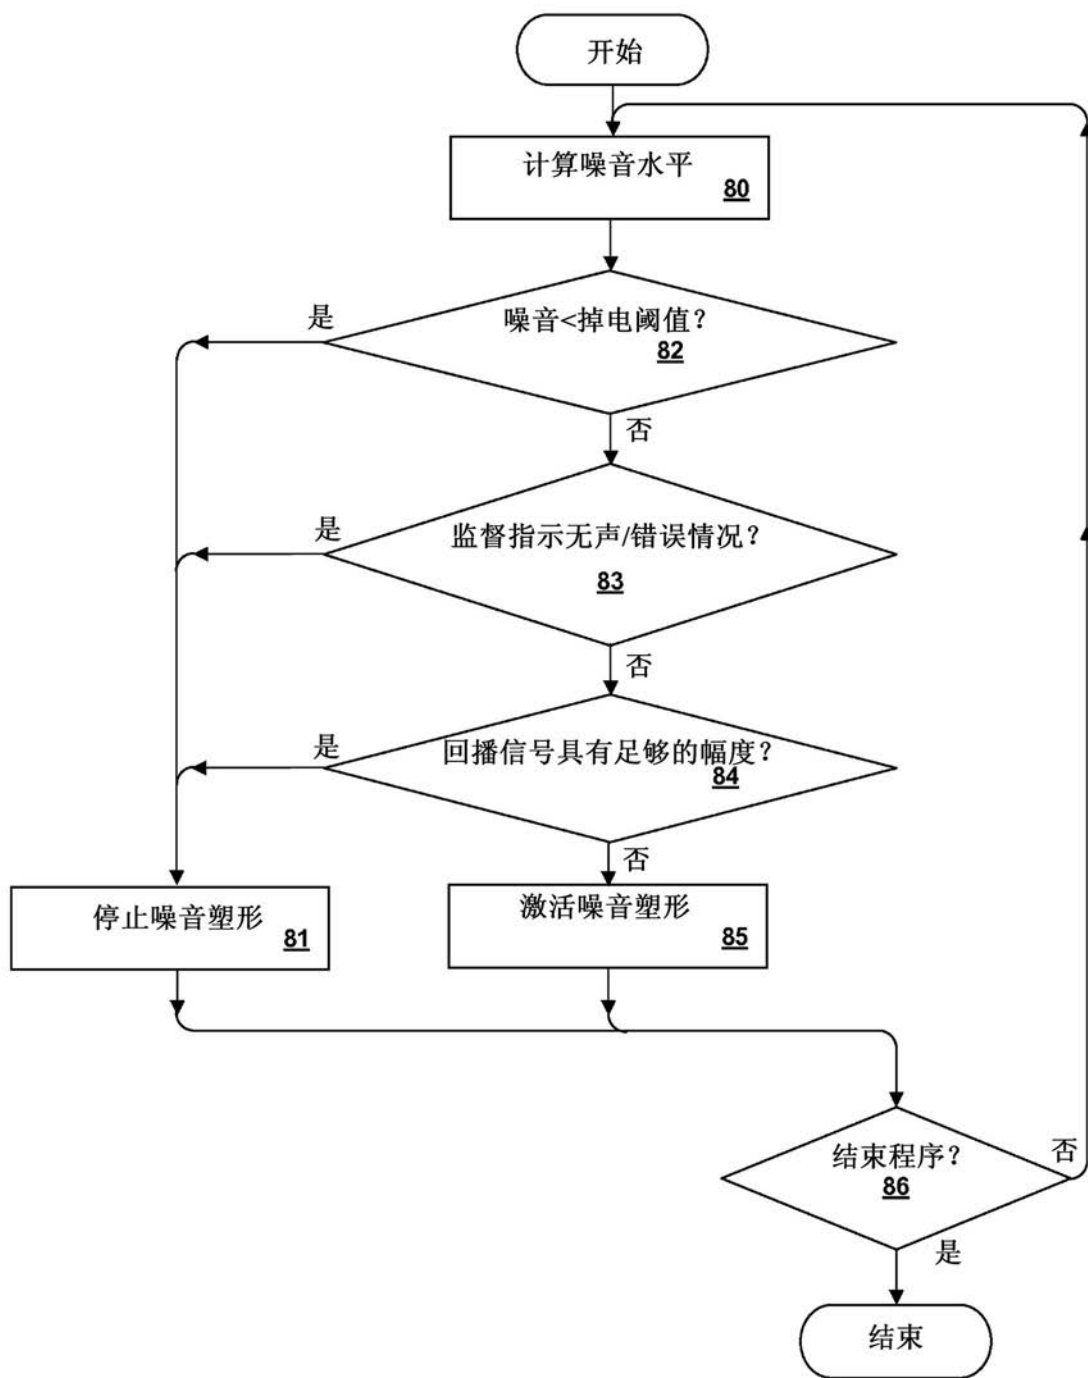 开始
计算噪音水平
80
是
噪音<掉电阈值?
82
否
是
监督指示无声/错误情况?
83
否
是
回播信号具有足够的幅度?
84
否
停止噪音塑形
81
激活噪音塑形
85
结束程序?
86
否
是
结束